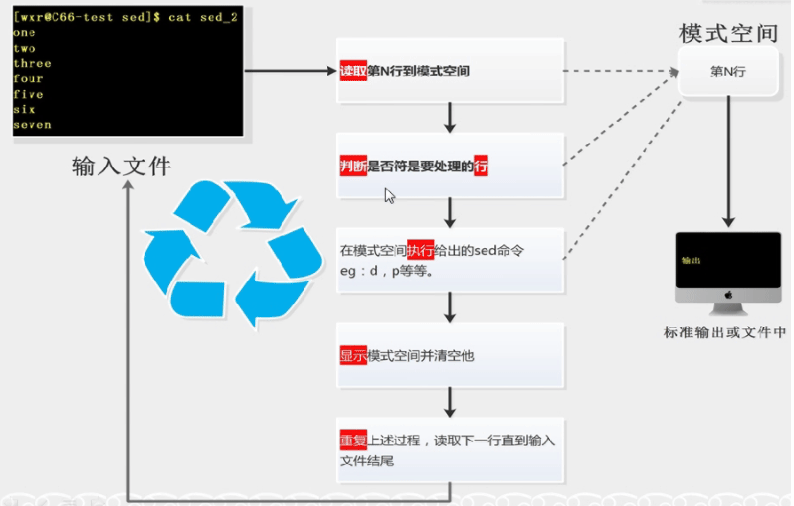 [wxr@C66-test sed]$ cat sed_2
one
two
three
four
five
six
seven
输入文件
读取第N行到模式空间
判断是否符是要处理的行
在模式空间执行给出的sed命令
eg：d，p等等。
显示模式空间并清空他
重复上述过程，读取下一行直到输入
文件结尾
模式空间
第N行
输出
标准输出或文件中